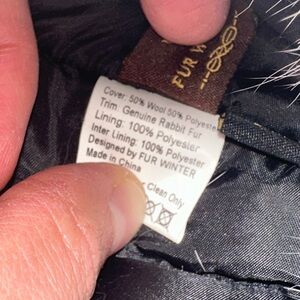 FUR W
Cover: 50% Wool 50% Polyester
Trim: Genuine Rabbit Fur
Lining: 100% Polyester
Inter Lining: 100% Polyester
Designed by FUR WINTER
Made in China
Clean Only